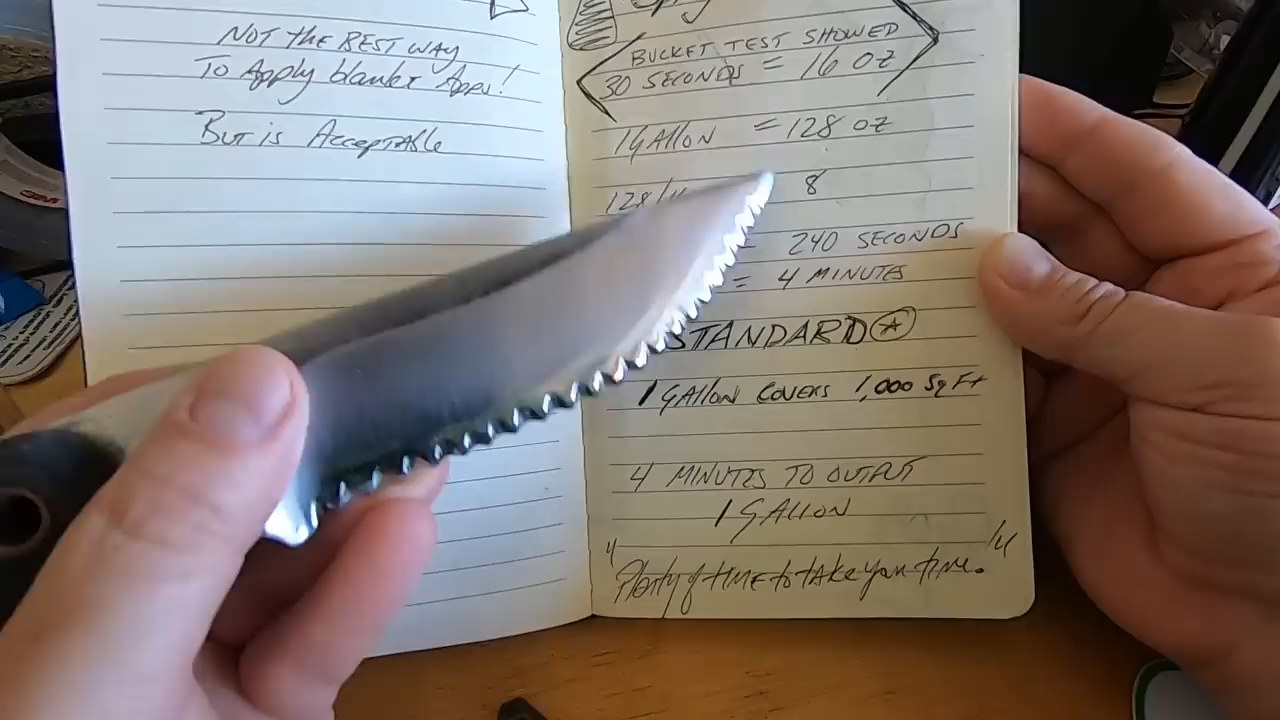 NOT THE BEST WAY
To Apply blanket Apps!
But is Acceptable
BUCKET TEST SHOWED
30 SECONDS = 16 OZ
1 GALLON = 128 OZ
128/ 8
= 240 SECONDS
= 4 MINUTES
STANDARD A
1 GALLON COVERS 1,000 Sq Ft
4 MINUTES TO OUTPUT
1 GALLON
"Plenty of TIME to tAke your time."